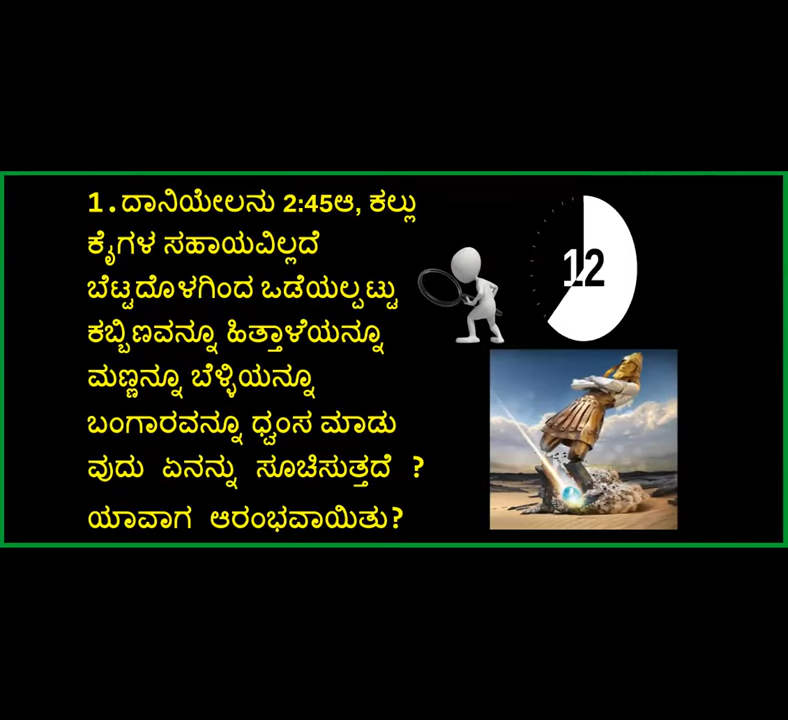 1.ದಾನಿಯೇಲನು 2:45ಆ, ಕಲ್ಲು
ಕೈಗಳ ಸಹಾಯವಿಲ್ಲದೆ
ಬೆಟ್ಟದೊಳಗಿಂದ ಒಡೆಯಲ್ಪಟ್ಟು
ಕಬ್ಬಿಣವನ್ನೂ ಹಿತ್ತಾಳೆಯನ್ನೂ
ಮಣ್ಣನ್ನೂ ಬೆಳ್ಳಿಯನ್ನೂ
ಬಂಗಾರವನ್ನೂ ಧ್ವಂಸ ಮಾಡು
ವುದು ಏನನ್ನು ಸೂಚಿಸುತ್ತದೆ ?
ಯಾವಾಗ ಆರಂಭವಾಯಿತು?
12